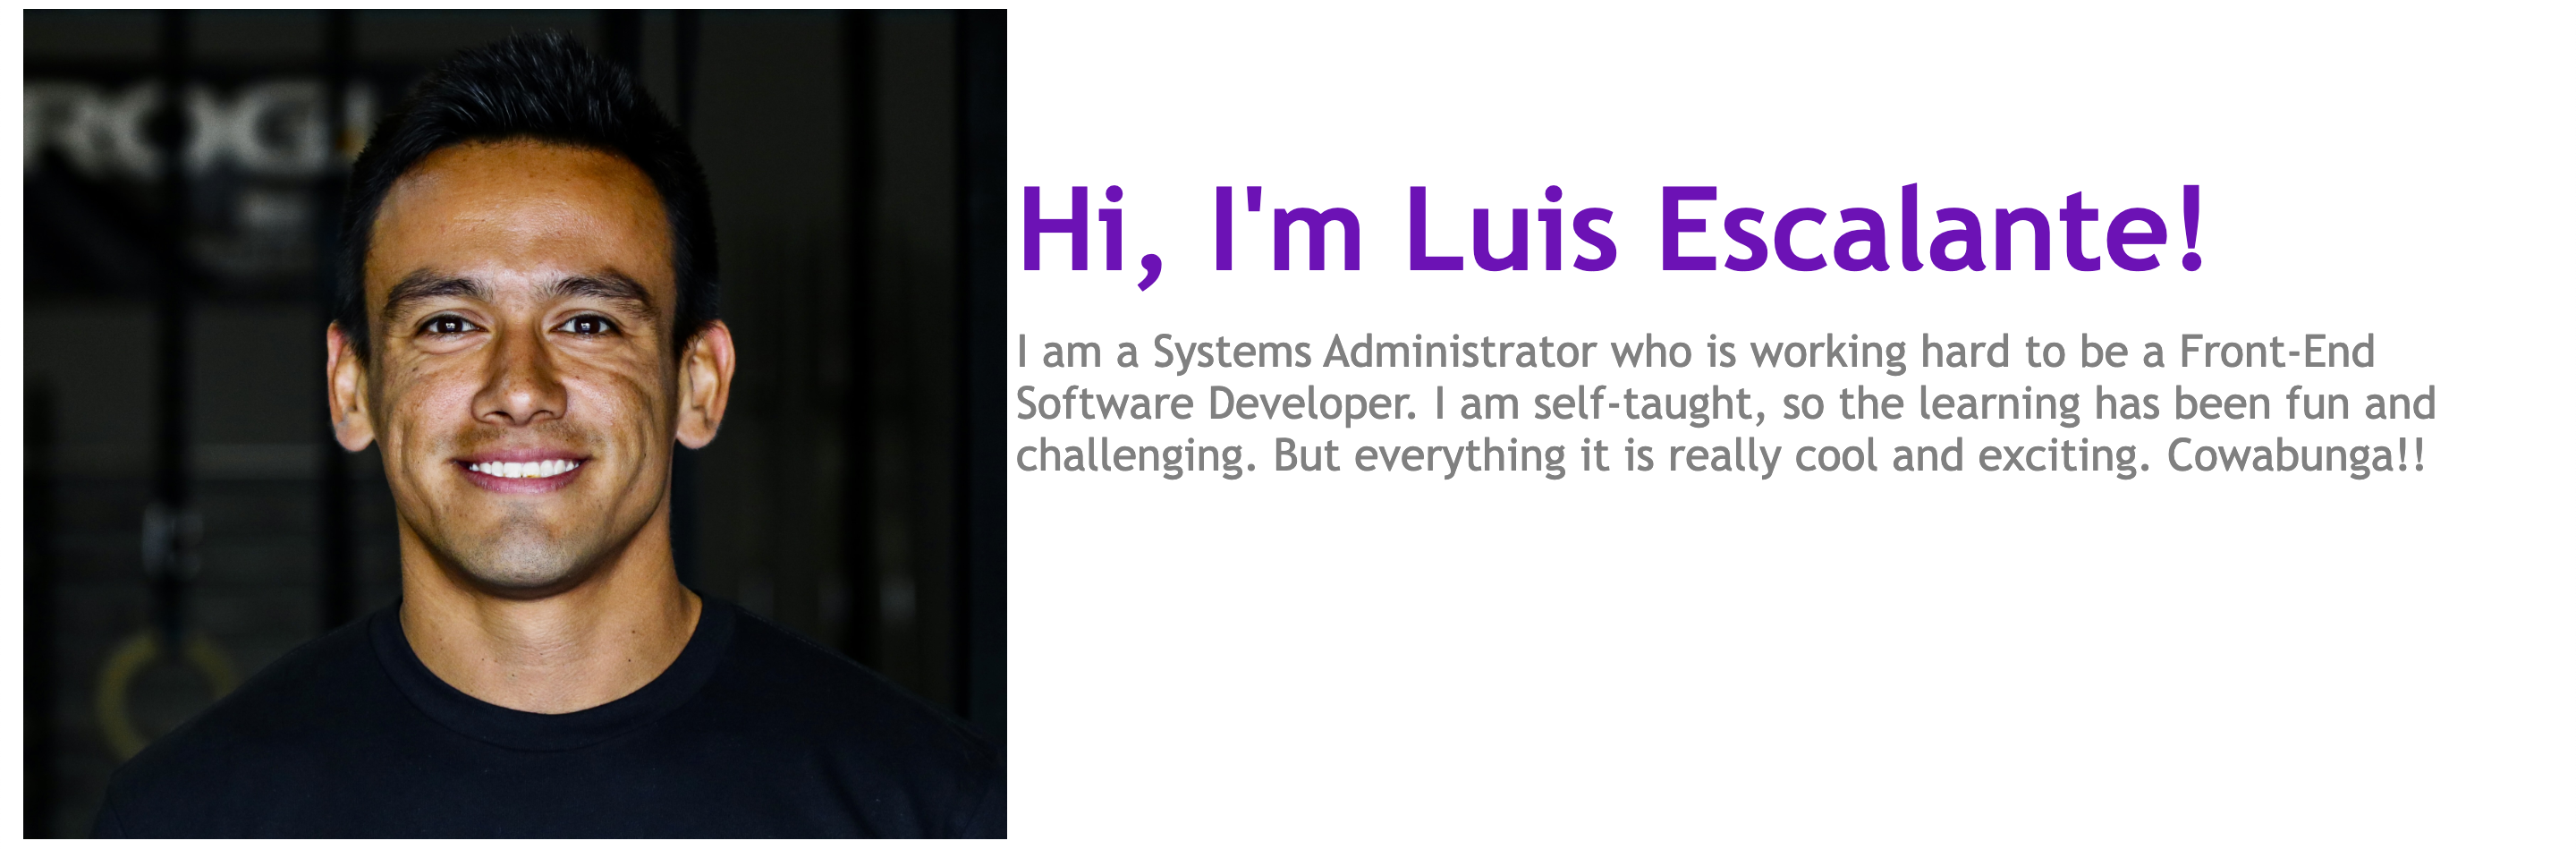 ROG
Hi, I'm Luis Escalante!
I am a Systems Administrator who is working hard to be a Front-End
Software Developer. I am self-taught, so the learning has been fun and
challenging. But everything it is really cool and exciting. Cowabunga!!